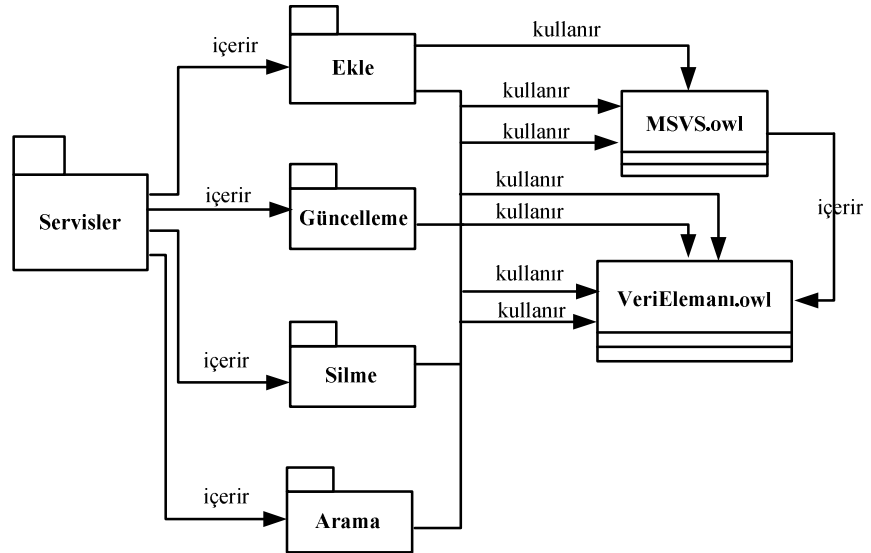 kullanır
içerir
Ekle
kullanır
MSVS.owl
kullanır
kullanır
içerir
Güncelleme
kullanır
içerir
Servisler
kullanır
VeriElemanı.owl
kullanır
içerir
Silme
içerir
Arama